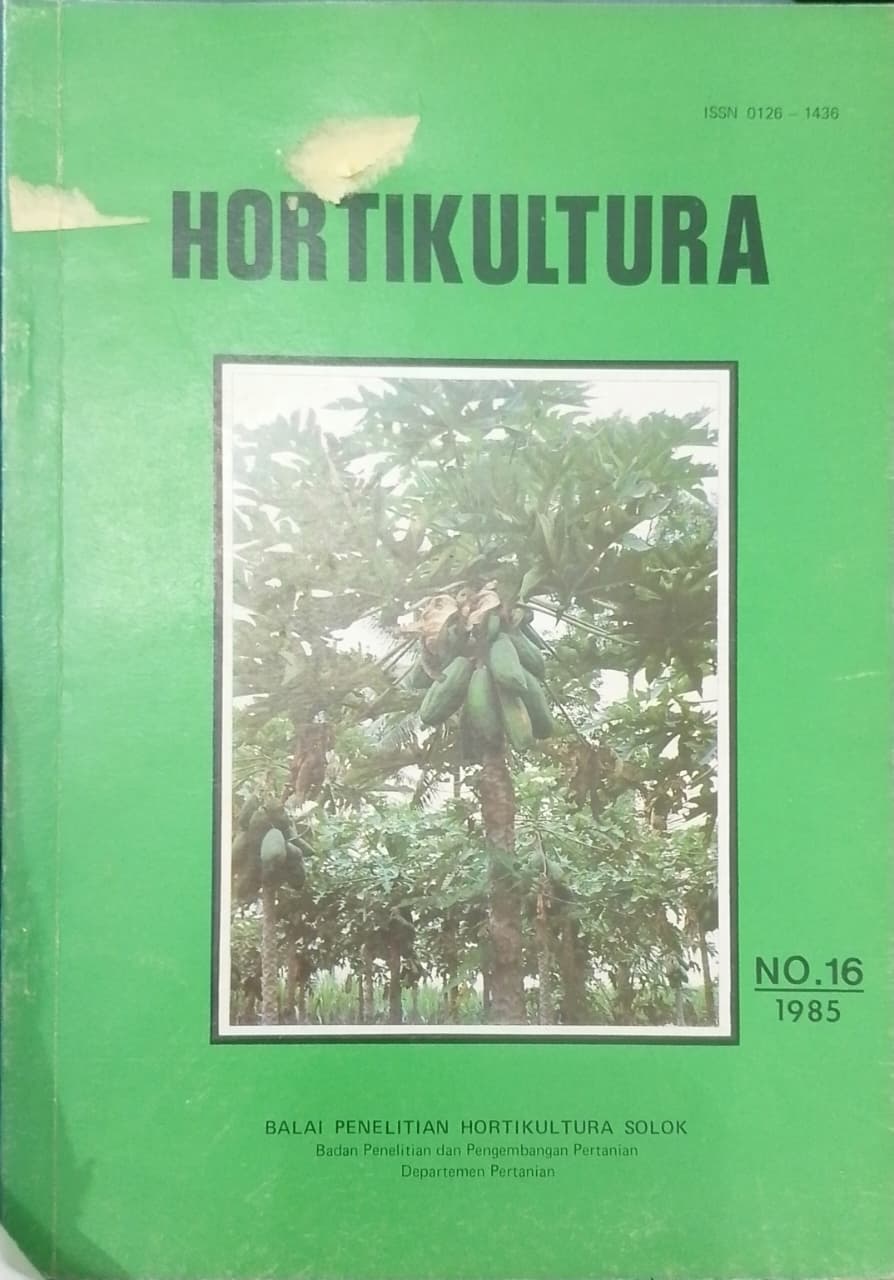 ISSN 0126 – 1436
HORTIKULTURA
NO.16
1985
BALAI PENELITIAN HORTIKULTURA SOLOK
Badan Penelitian dan Pengembangan Pertanian
Departemen Pertanian